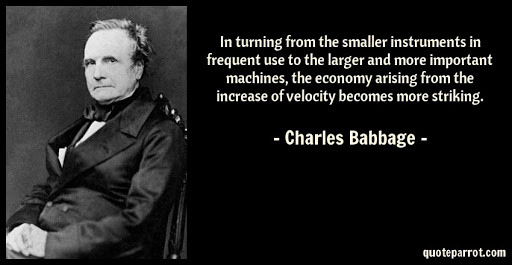 In turning from the smaller instruments in
frequent use to the larger and more important
machines, the economy arising from the
increase of velocity becomes more striking.
- Charles Babbage -
quoteparrot.com